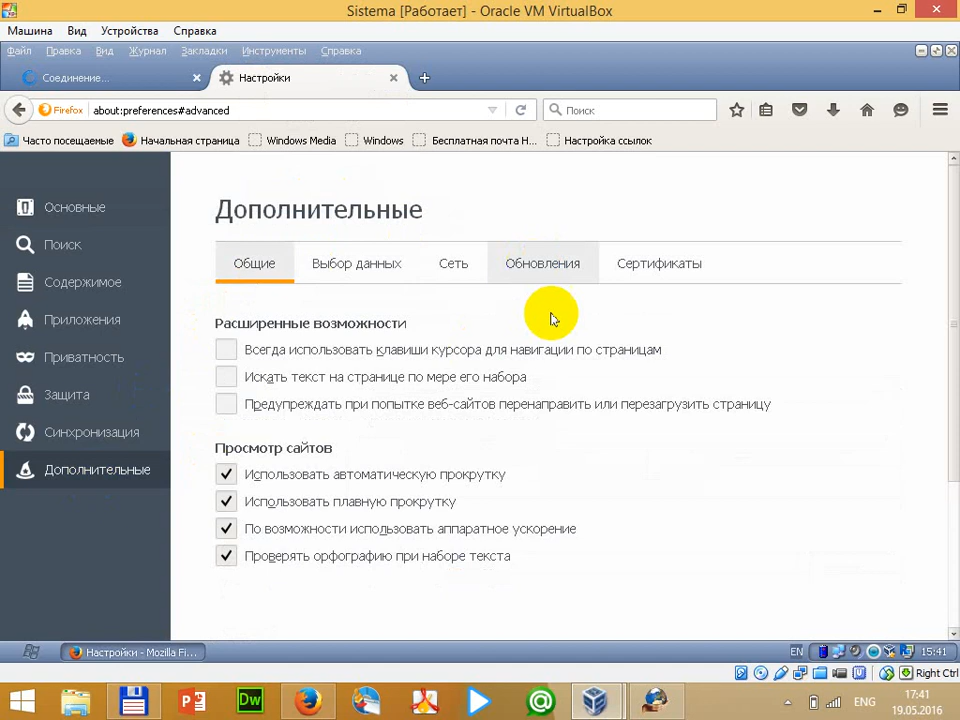 Sistema [Работает] - Oracle VM VirtualBox
Машина Вид Устройства Справка
Файл Правка Вид Журнал Закладки Инструменты Справка
Соединение... Настройки
Firefox about:preferences#advanced Поиск
Часто посещаемые Начальная страница Windows Media Windows Бесплатная почта H... Настройка ссылок
Основные
Поиск
Содержимое
Приложения
Приватность
Защита
Синхронизация
Дополнительные
Дополнительные
Общие Выбор данных Сеть Обновления Сертификаты
Расширенные возможности
Всегда использовать клавиши курсора для навигации по страницам
Искать текст на странице по мере его набора
Предупреждать при попытке веб-сайтов перенаправить или перезагрузить страницу
Просмотр сайтов
Использовать автоматическую прокрутку
Использовать плавную прокрутку
По возможности использовать аппаратное ускорение
Проверять орфографию при наборе текста
Настройки - Mozilla Fi... EN 15:41
Right Ctrl
Dw ENG 17:41
19.05.2016